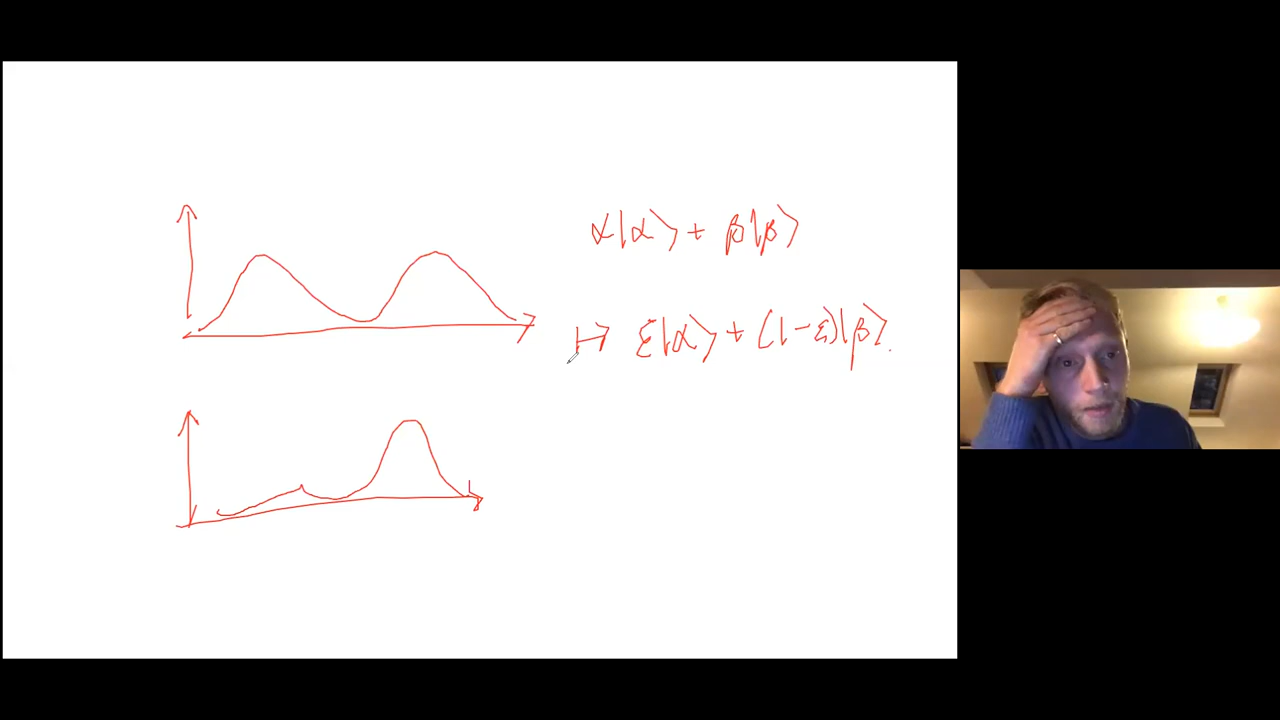 α|α⟩ + β|β⟩
↦ ε|α⟩ + (1-ε)|β⟩.